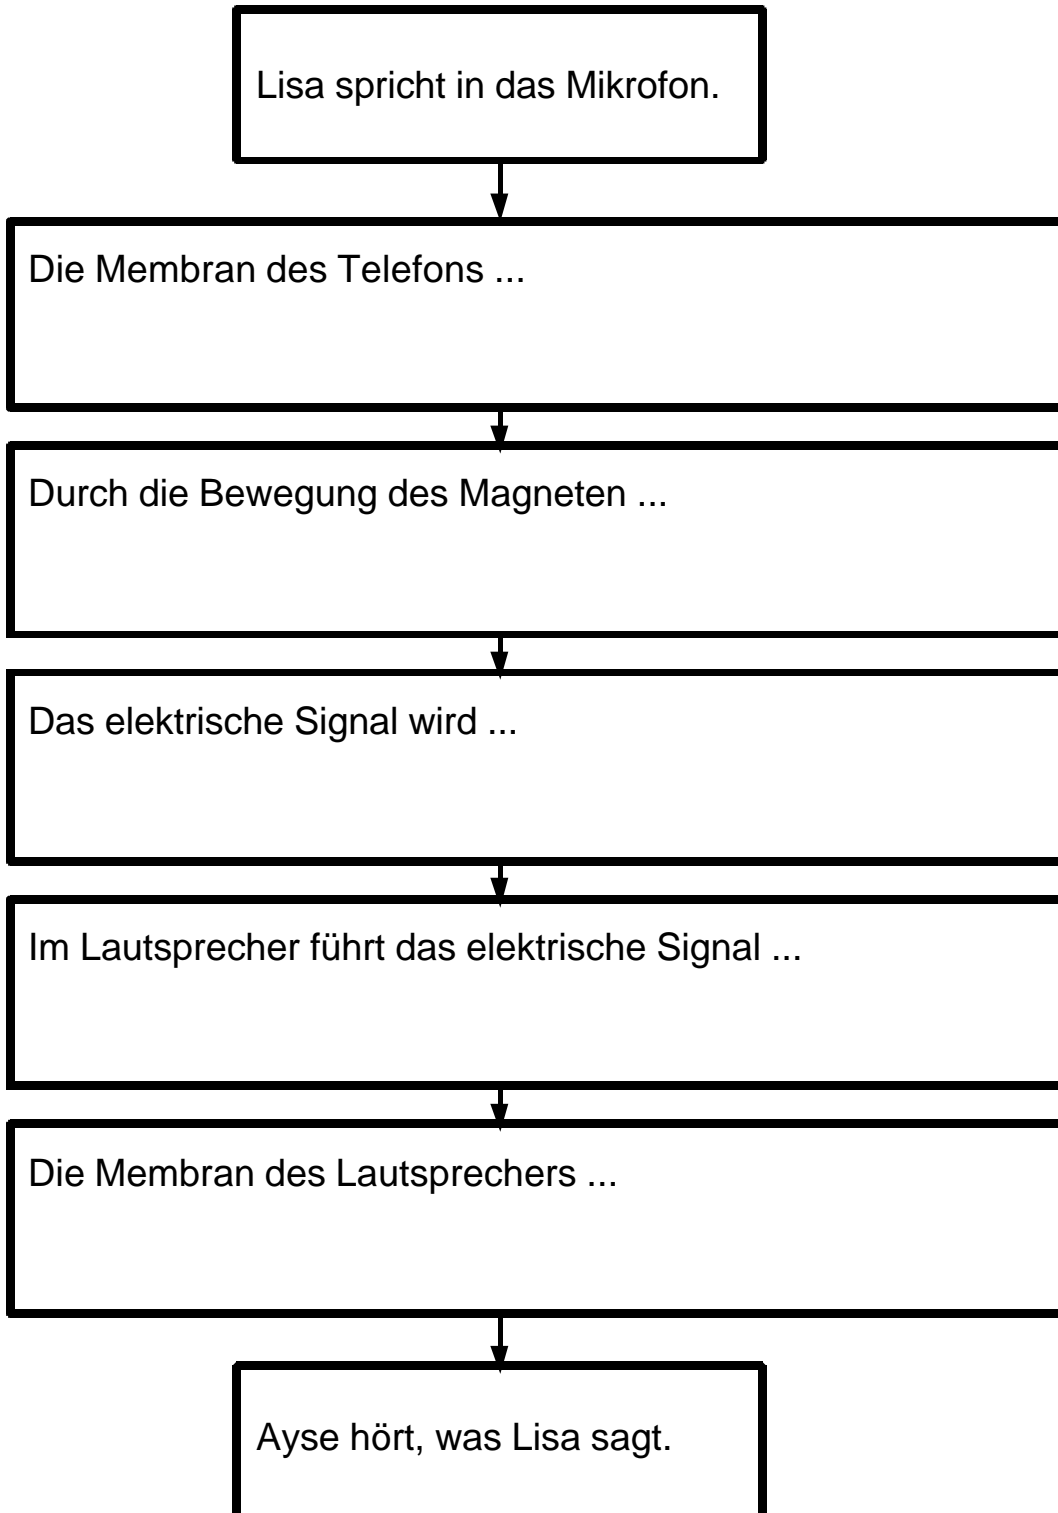 Lisa spricht in das Mikrofon.
Die Membran des Telefons ...
Durch die Bewegung des Magneten ...
Das elektrische Signal wird ...
Im Lautsprecher führt das elektrische Signal ...
Die Membran des Lautsprechers ...
Ayse hört, was Lisa sagt.